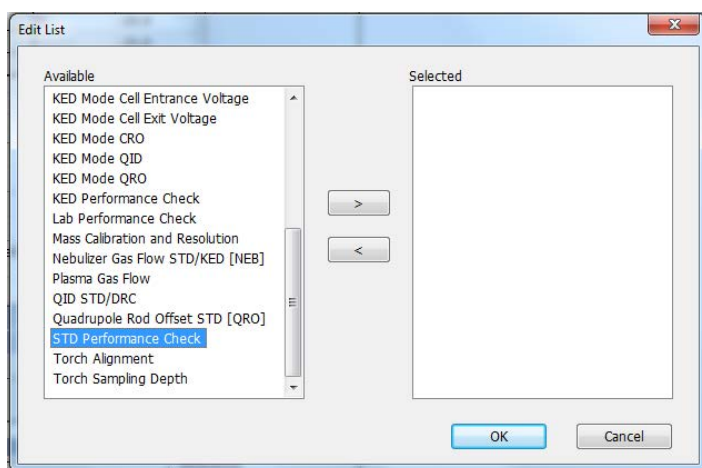 Edit List
Available
KED Mode Cell Entrance Voltage
KED Mode Cell Exit Voltage
KED Mode CRO
KED Mode QID
KED Mode QRO
KED Performance Check
Lab Performance Check
Mass Calibration and Resolution
Nebulizer Gas Flow STD/KED [NEB]
Plasma Gas Flow
QID STD/DRC
Quadrupole Rod Offset STD [QRO]
STD Performance Check
Torch Alignment
Torch Sampling Depth
>
<
Selected
OK
Cancel